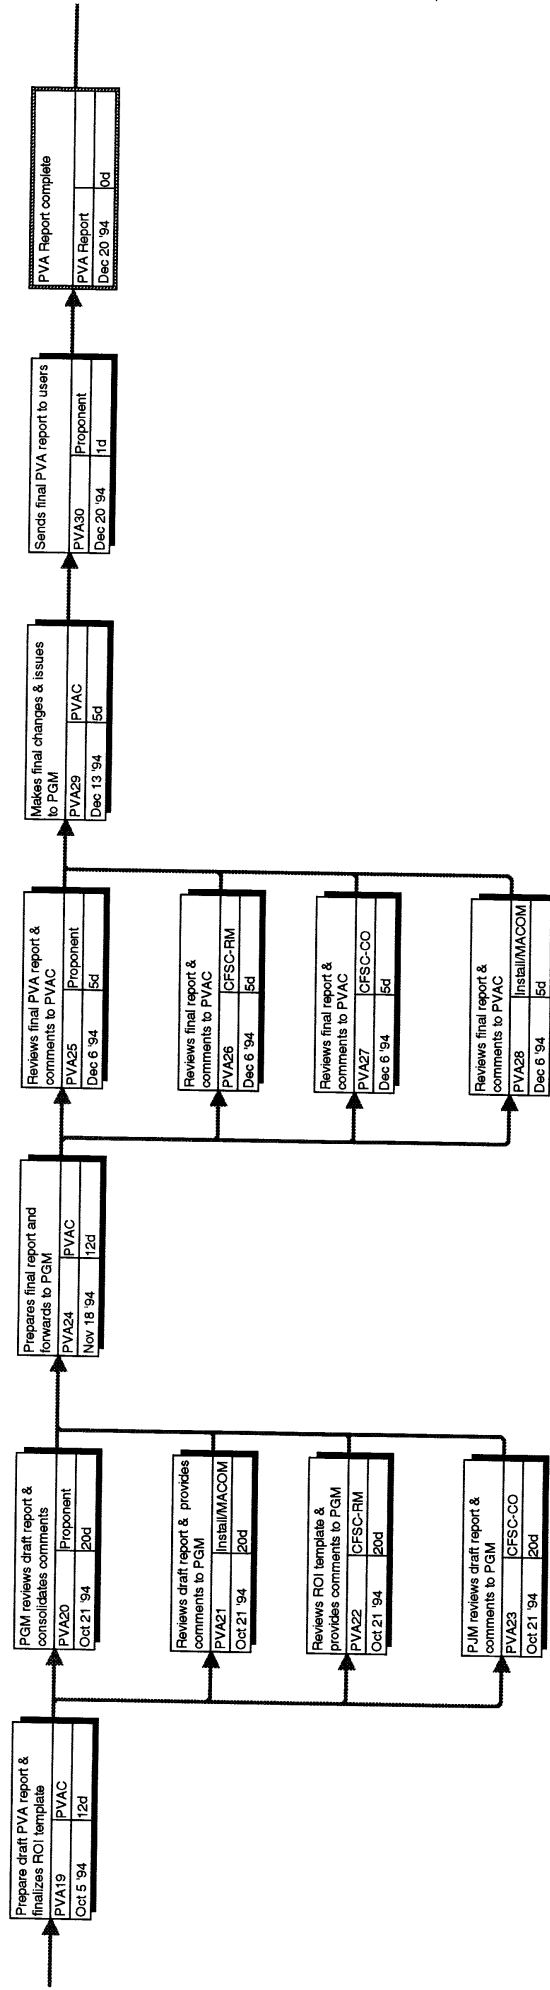 Prepare draft PVA report &
finalizes ROI template
PVA19 PVAC
Oct 5 '94 12d
PGM reviews draft report &
consolidates comments
PVA20 Proponent
Oct 21 '94 20d
Reviews draft report & provides
comments to PGM
PVA21 Install/MACOM
Oct 21 '94 20d
Reviews ROI template &
provides comments to PGM
PVA22 CFSC-RM
Oct 21 '94 20d
PJM reviews draft report &
comments to PGM
PVA23 CFSC-CO
Oct 21 '94 20d
Prepares final report and
forwards to PGM
PVA24 PVAC
Nov 18 '94 12d
Reviews final PVA report &
comments to PVAC
PVA25 Proponent
Dec 6 '94 5d
Reviews final report &
comments to PVAC
PVA26 CFSC-RM
Dec 6 '94 5d
Reviews final report &
comments to PVAC
PVA27 CFSC-CO
Dec 6 '94 5d
Reviews final report &
comments to PVAC
PVA28 Install/MACOM
Dec 6 '94 5d
Makes final changes & issues
to PGM
PVA29 PVAC
Dec 13 '94 5d
Sends final PVA report to users
PVA30 Proponent
Dec 20 '94 1d
PVA Report complete
PVA Report
Dec 20 '94 0d